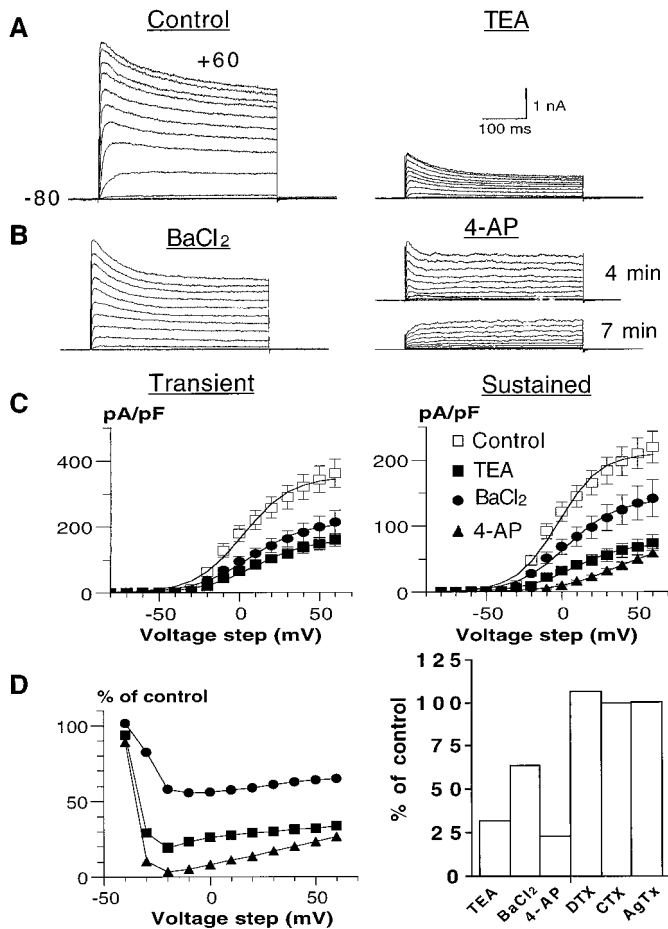 A
Control
TEA
+60
1 nA
100 ms
-80
B
BaCl2
4-AP
4 min
7 min
C
Transient
Sustained
pA/pF
pA/pF
Control
TEA
BaCl2
4-AP
400
200
0
200
100
0
-50 0 50
-50 0 50
Voltage step (mV)
Voltage step (mV)
D
% of control
100
50
0
-50 0 50
Voltage step (mV)
% of control
125
100
75
50
25
0
TEA
BaCl2
4-AP
DTX
CTX
AgTx